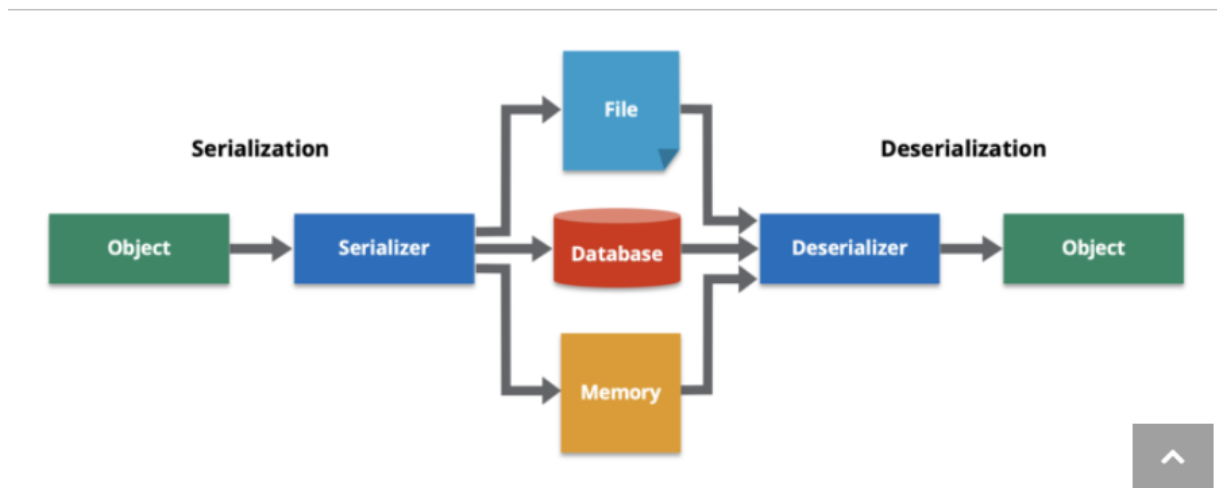 File
Serialization
Deserialization
Object
Serializer
Database
Deserializer
Object
Memory